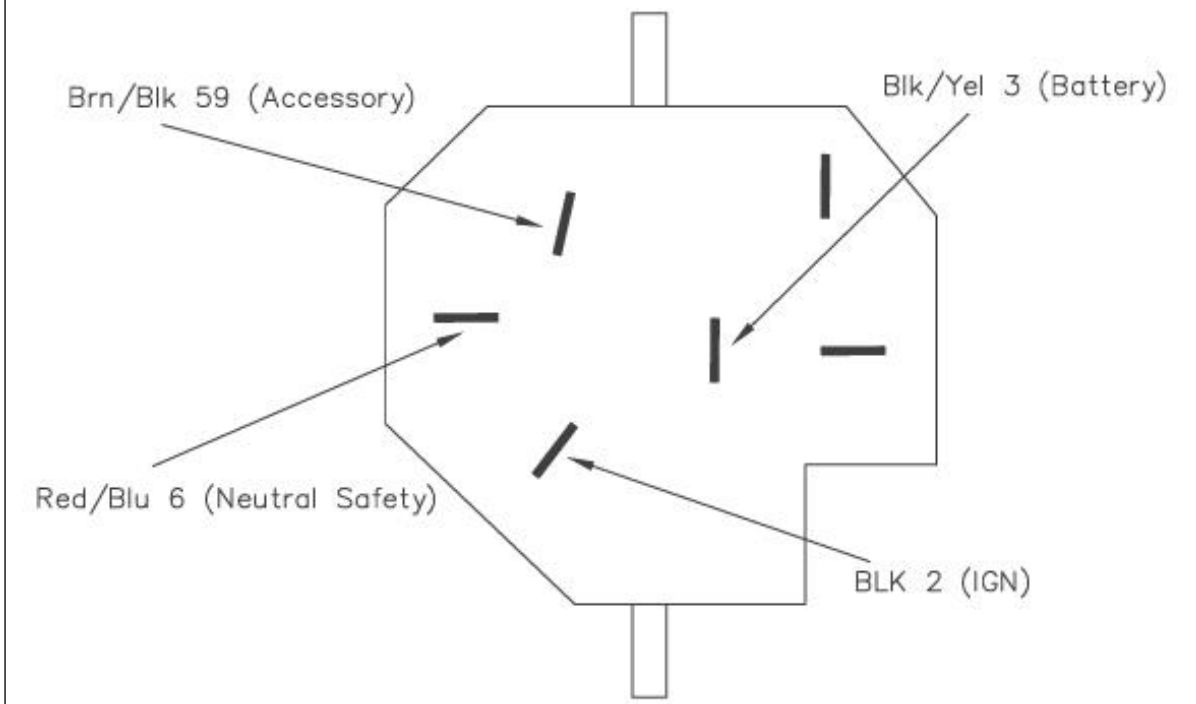 Brn/Blk 59 (Accessory)
Blk/Yel 3 (Battery)
Red/Blu 6 (Neutral Safety)
BLK 2 (IGN)